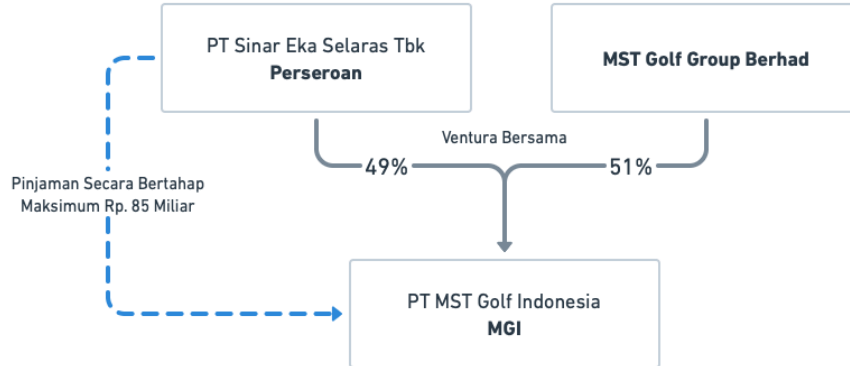 PT Sinar Eka Selaras Tbk
Perseroan
MST Golf Group Berhad
Ventura Bersama
49%
51%
Pinjaman Secara Bertahap
Maksimum Rp. 85 Miliar
PT MST Golf Indonesia
MGI